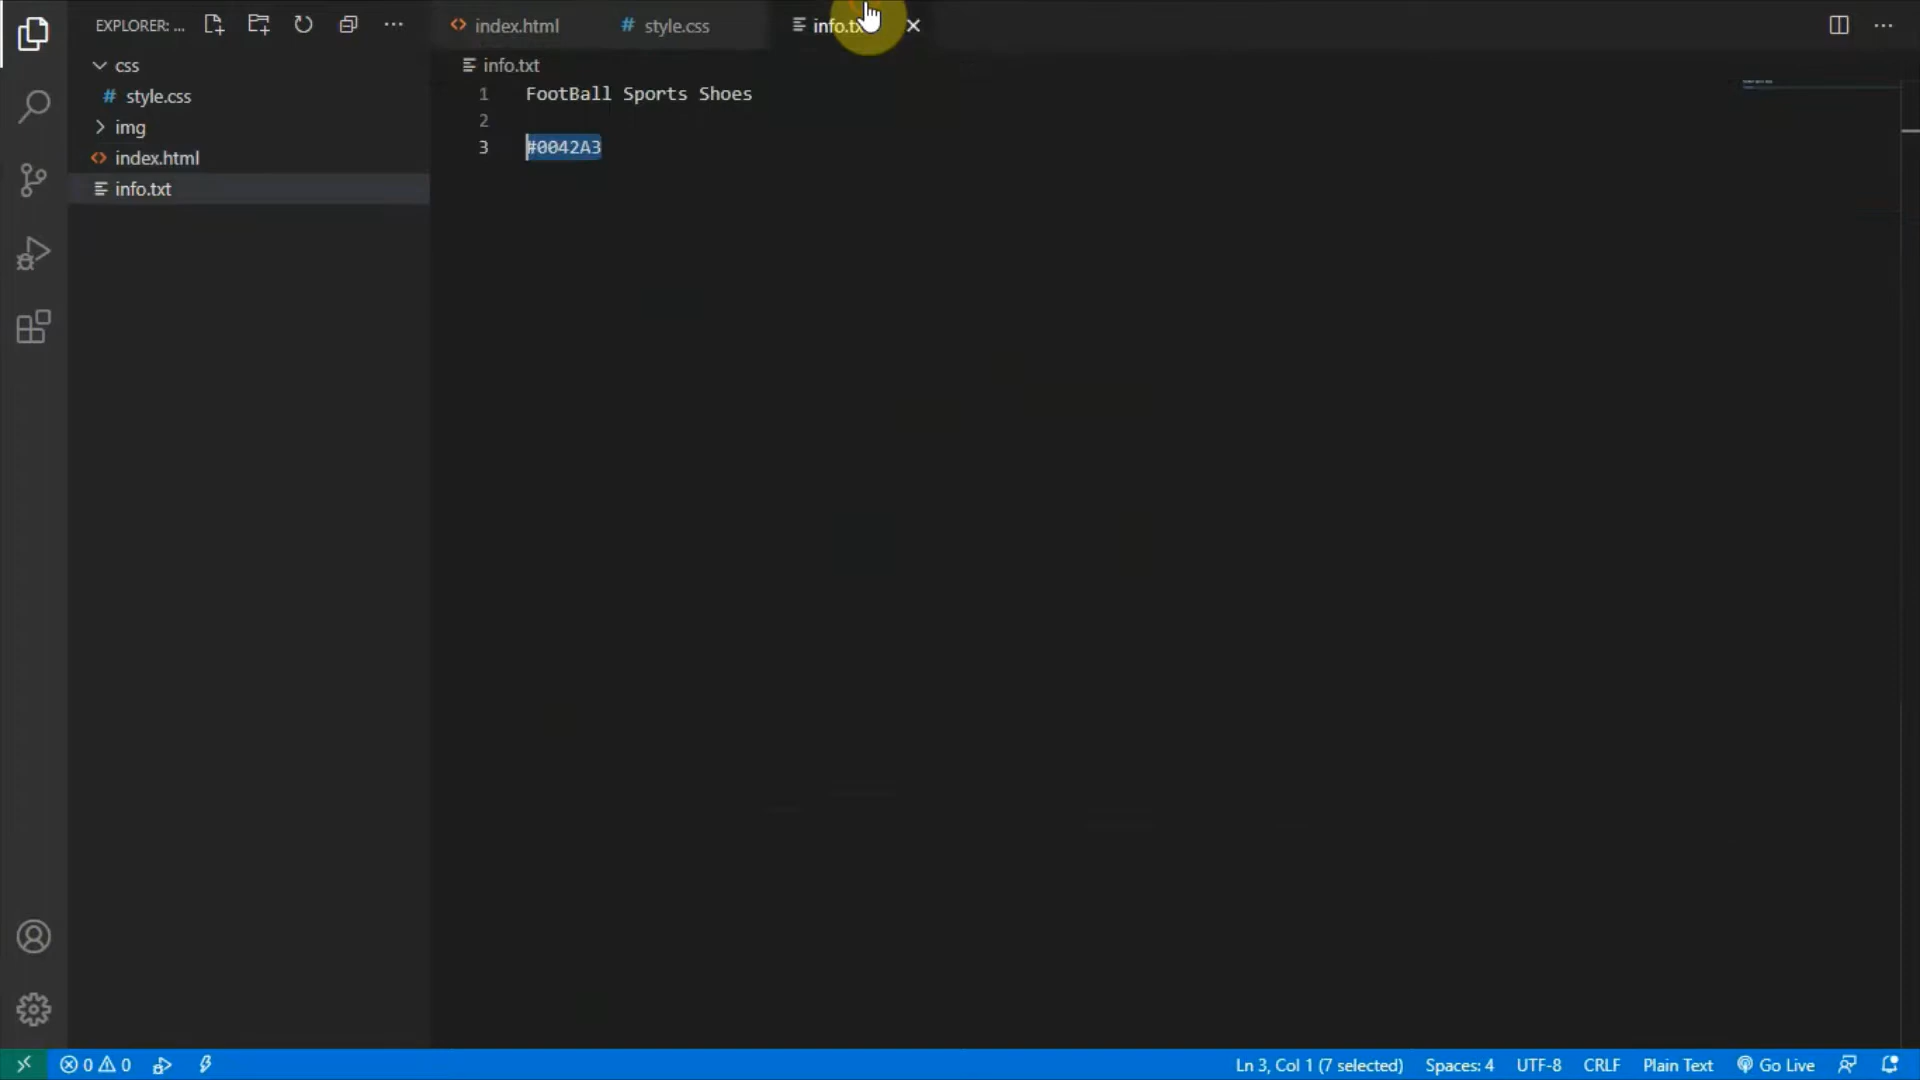 EXPLORER: ...
index.html
style.css
info.tx
css
info.txt
style.css
1 FootBall Sports Shoes
2
img
3 #0042A3
index.html
info.txt
0 0
Ln 3, Col 1 (7 selected) Spaces: 4 UTF-8 CRLF Plain Text Go Live